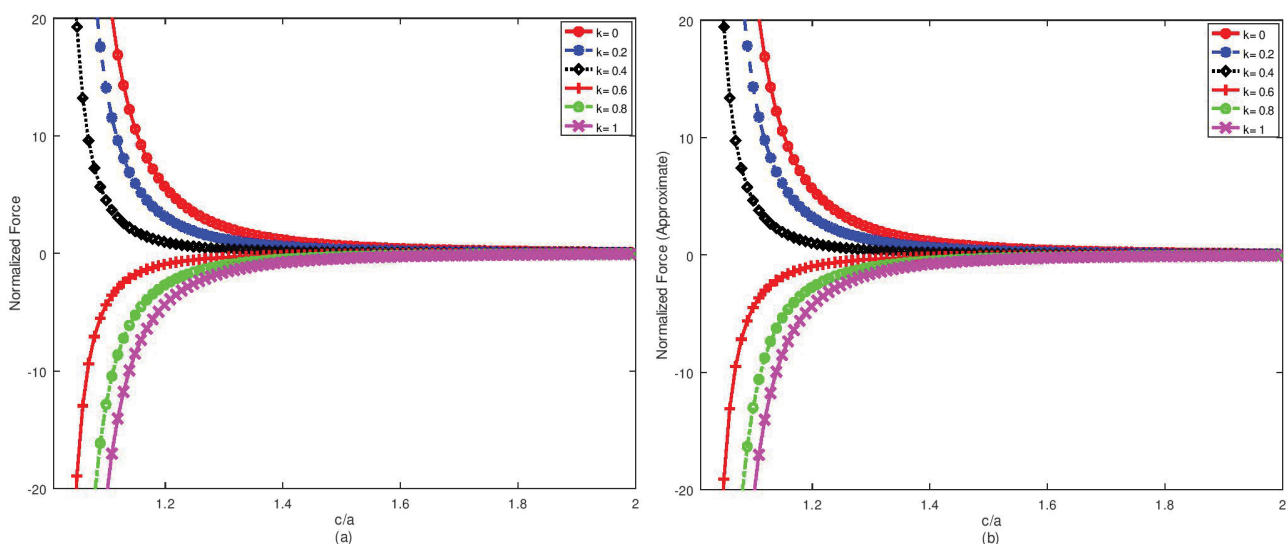 20
10
0
-10
-20
Normalized Force
k= 0
k= 0.2
k= 0.4
k= 0.6
k= 0.8
k= 1
1.2
1.4
1.6
1.8
2
c/a
(a)
20
10
0
-10
-20
Normalized Force (Approximate)
k= 0
k= 0.2
k= 0.4
k= 0.6
k= 0.8
k= 1
1.2
1.4
1.6
1.8
2
c/a
(b)